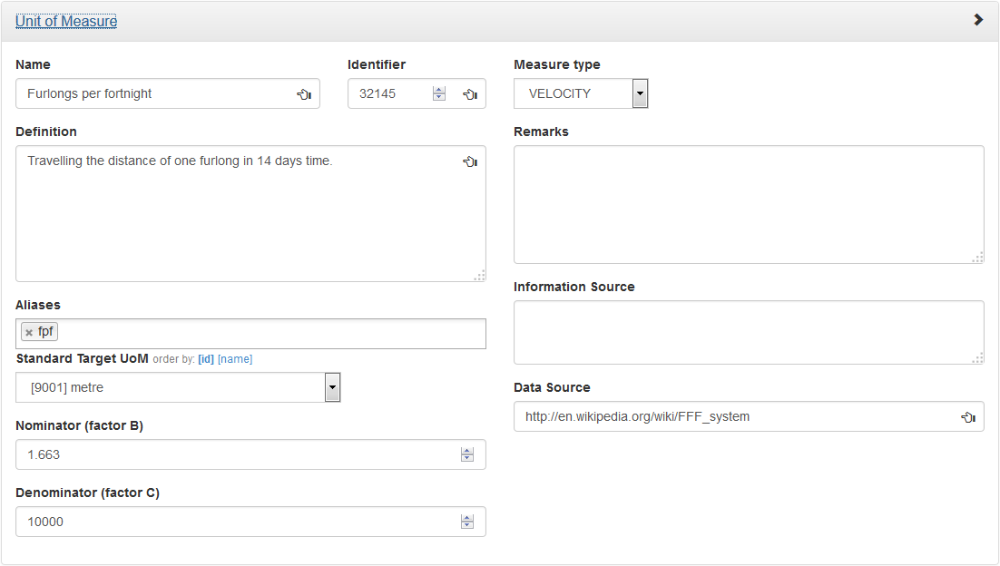 Unit of Measure
Name
Furlongs per fortnight
Identifier
32145
Measure type
VELOCITY
Definition
Travelling the distance of one furlong in 14 days time.
Remarks
Aliases
× fpf
Information Source
Standard Target UoM order by: [id] [name]
[9001] metre
Data Source
http://en.wikipedia.org/wiki/FFF_system
Nominator (factor B)
1.663
Denominator (factor C)
10000